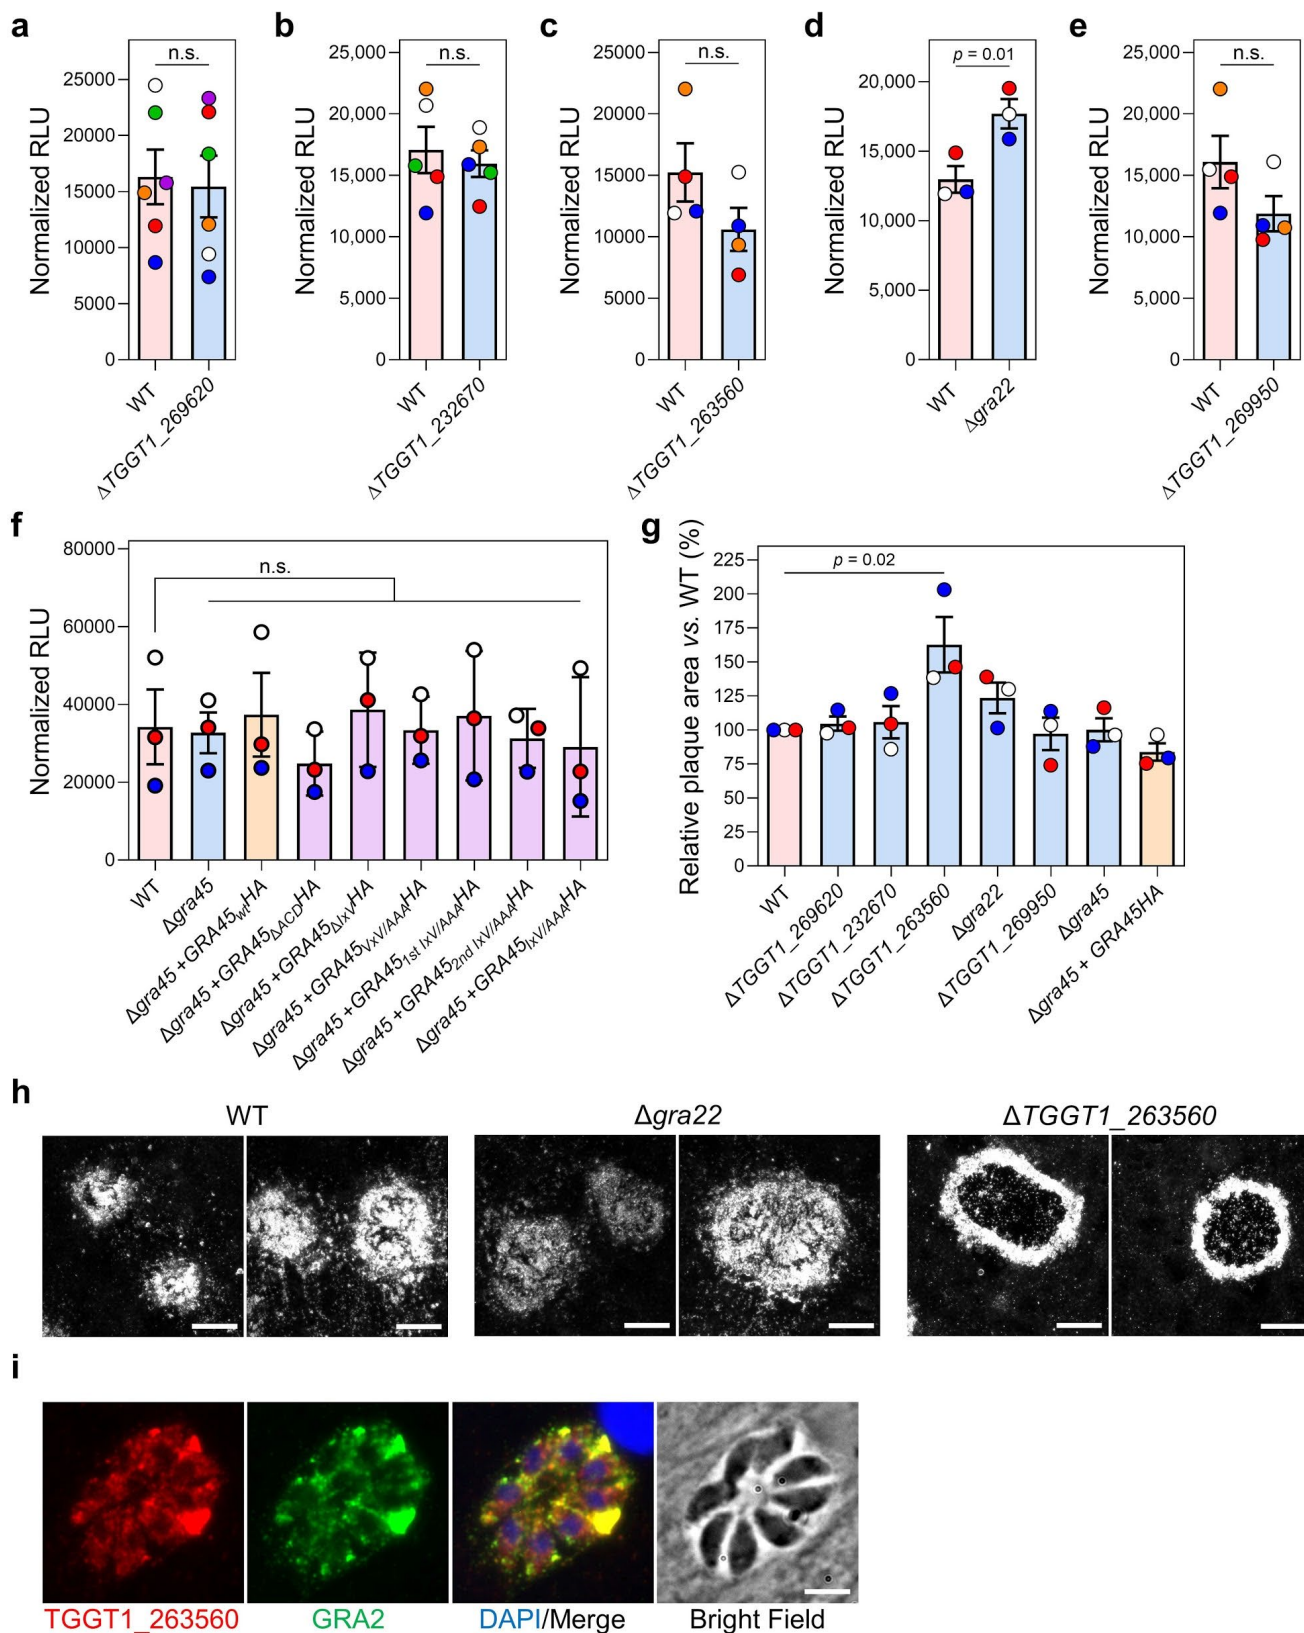 a
n.s.
Normalized RLU
25000
20000
15000
10000
5000
0
WT
ΔTGGT1_269620
b
n.s.
Normalized RLU
25,000
20,000
15,000
10,000
5,000
0
WT
ΔTGGT1_232670
c
n.s.
Normalized RLU
25000
20000
15000
10000
5000
0
WT
ΔTGGT1_263560
d
p = 0.01
Normalized RLU
20,000
15,000
10,000
5,000
0
WT
Δgra22
e
n.s.
Normalized RLU
25,000
20,000
15,000
10,000
5,000
0
WT
ΔTGGT1_269950
f
n.s.
Normalized RLU
80000
60000
40000
20000
0
WT
Δgra45
Δgra45 +GRA45wtHA
Δgra45 +GRA45ΔACDHA
Δgra45 +GRA45ΔIxVHA
Δgra45 +GRA45VxV/AAAHA
Δgra45 +GRA451st IxV/AAAHA
Δgra45 +GRA452nd IxV/AAAHA
Δgra45 +GRA45IxV/AAAHA
g
p = 0.02
Relative plaque area vs. WT (%)
225
200
175
150
125
100
75
50
25
0
WT
ΔTGGT1_269620
ΔTGGT1_232670
ΔTGGT1_263560
Δgra22
ΔTGGT1_269950
Δgra45
Δgra45 + GRA45HA
h
WT
Δgra22
ΔTGGT1_263560
i
TGGT1_263560
GRA2
DAPI/Merge
Bright Field